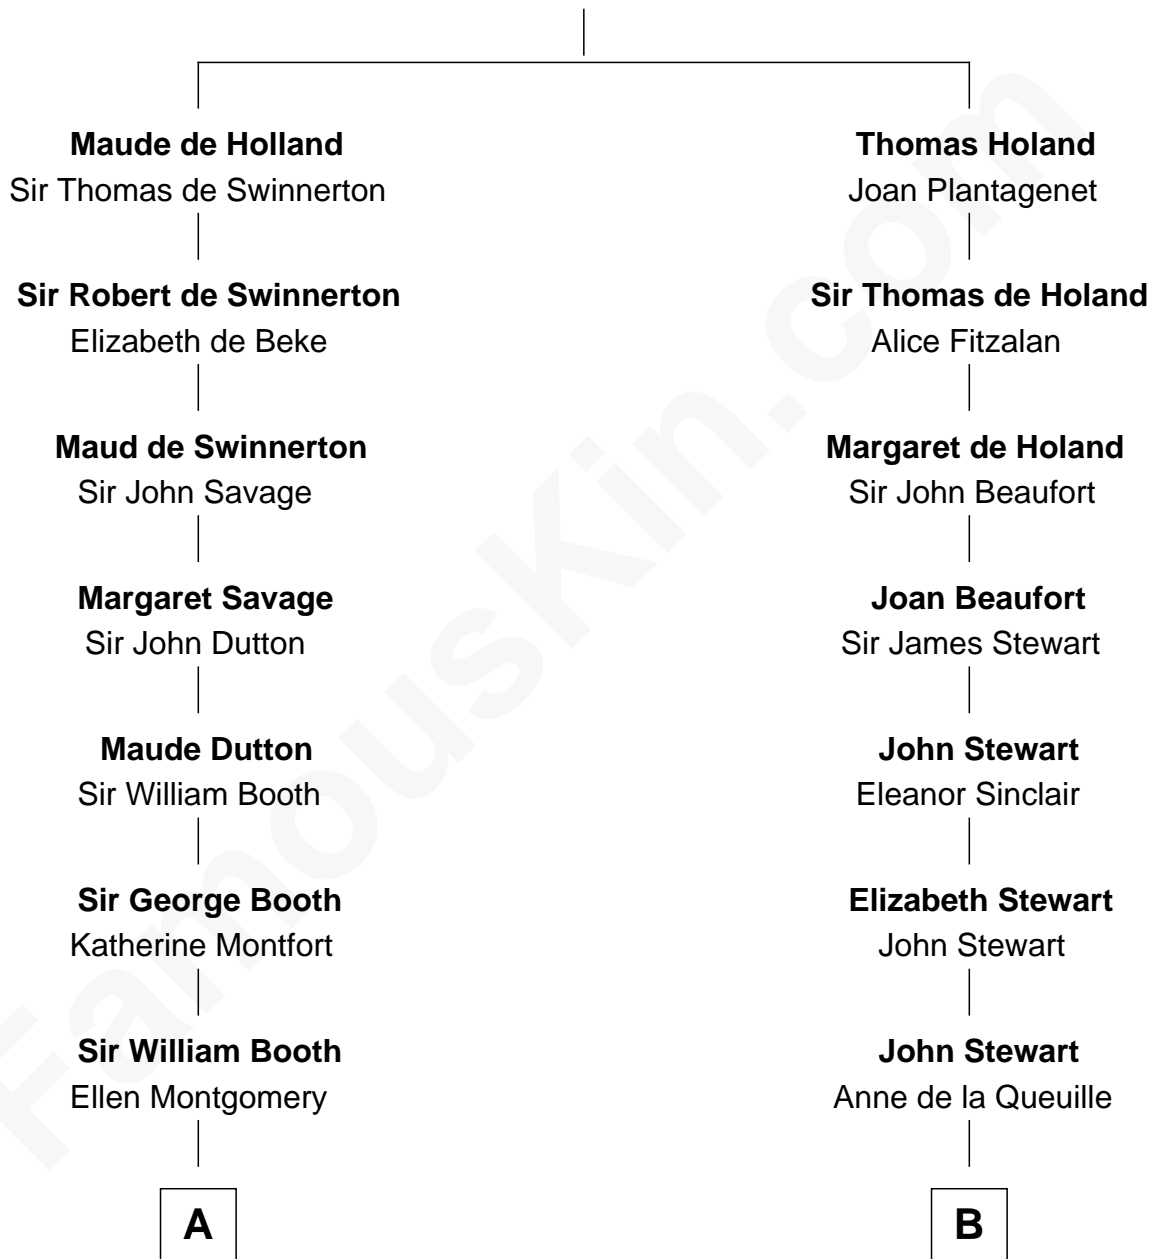 Maude de Holland
Sir Thomas de Swinnerton
Thomas Holand
Joan Plantagenet
Sir Robert de Swinnerton
Elizabeth de Beke
Sir Thomas de Holand
Alice Fitzalan
Maud de Swinnerton
Sir John Savage
Margaret de Holand
Sir John Beaufort
Margaret Savage
Sir John Dutton
Joan Beaufort
Sir James Stewart
Maude Dutton
Sir William Booth
John Stewart
Eleanor Sinclair
Sir George Booth
Katherine Montfort
Elizabeth Stewart
John Stewart
Sir William Booth
Ellen Montgomery
John Stewart
Anne de la Queuille
A
B
FamousKin.com